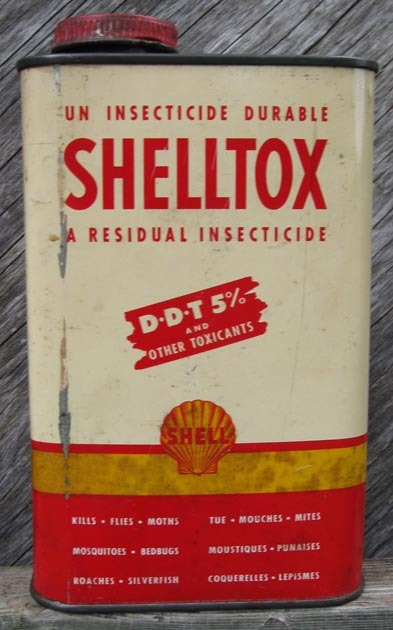 UN INSECTICIDE DURABLE
SHELLTOX
A RESIDUAL INSECTICIDE
D·D·T 5%
AND
OTHER TOXICANTS
SHELL
KILLS • FLIES • MOTHS
MOSQUITOES • BEDBUGS
ROACHES • SILVERFISH
TUE • MOUCHES • MITES
MOUSTIQUES • PUNAISES
COQUERELLES • LEPISMES